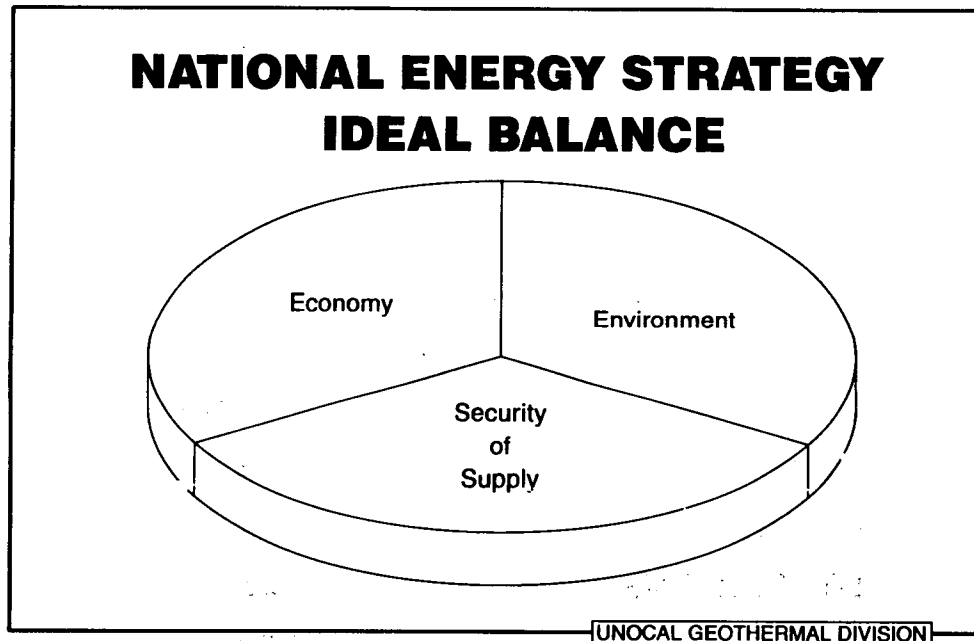 NATIONAL ENERGY STRATEGY
IDEAL BALANCE
Economy
Environment
Security
of
Supply
UNOCAL GEOTHERMAL DIVISION